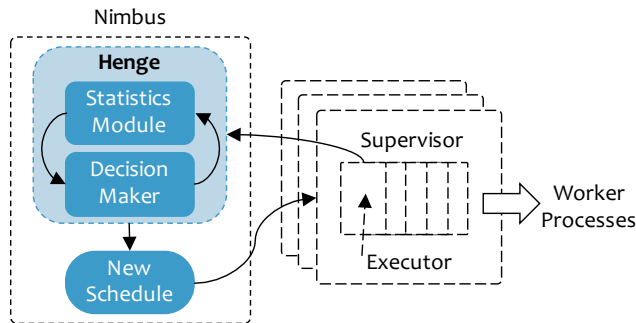 Nimbus
Henge
Statistics
Module
Decision
Maker
New
Schedule
Supervisor
Executor
Worker
Processes